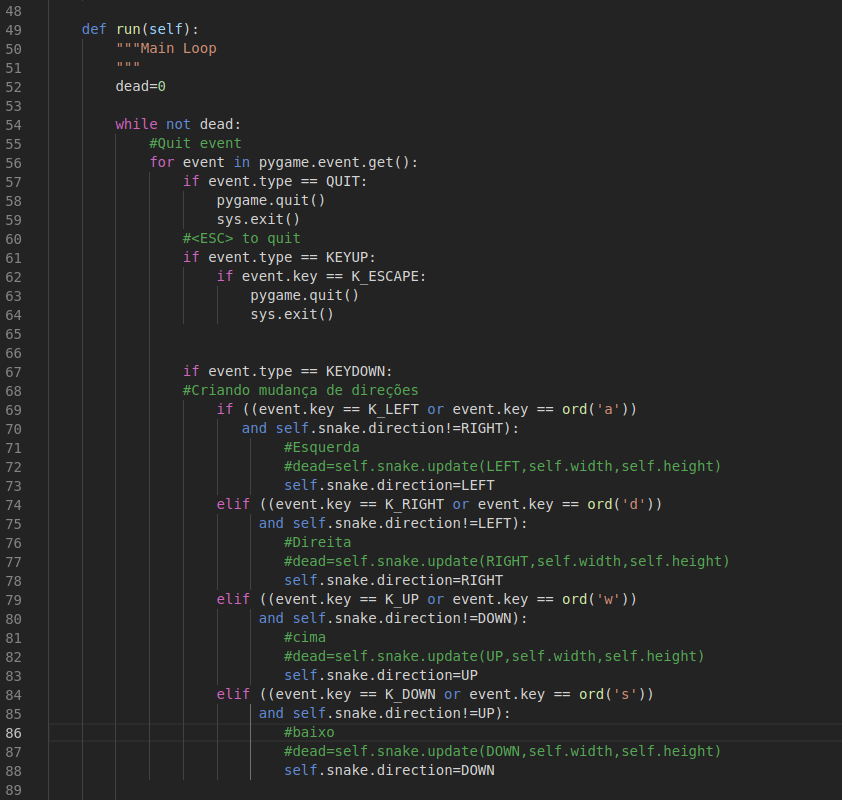 48
49 def run(self):
50 """Main Loop
51 """
52 dead=0
53
54 while not dead:
55 #Quit event
56 for event in pygame.event.get():
57 if event.type == QUIT:
58 pygame.quit()
59 sys.exit()
60 #<ESC> to quit
61 if event.type == KEYUP:
62 if event.key == K_ESCAPE:
63 pygame.quit()
64 sys.exit()
65
66
67 if event.type == KEYDOWN:
68 #Criando mudança de direções
69 if ((event.key == K_LEFT or event.key == ord('a'))
70 and self.snake.direction!=RIGHT):
71 #Esquerda
72 #dead=self.snake.update(LEFT,self.width,self.height)
73 self.snake.direction=LEFT
74 elif ((event.key == K_RIGHT or event.key == ord('d'))
75 and self.snake.direction!=LEFT):
76 #Direita
77 #dead=self.snake.update(RIGHT,self.width,self.height)
78 self.snake.direction=RIGHT
79 elif ((event.key == K_UP or event.key == ord('w'))
80 and self.snake.direction!=DOWN):
81 #cima
82 #dead=self.snake.update(UP,self.width,self.height)
83 self.snake.direction=UP
84 elif ((event.key == K_DOWN or event.key == ord('s'))
85 and self.snake.direction!=UP):
86 #baixo
87 #dead=self.snake.update(DOWN,self.width,self.height)
88 self.snake.direction=DOWN
89